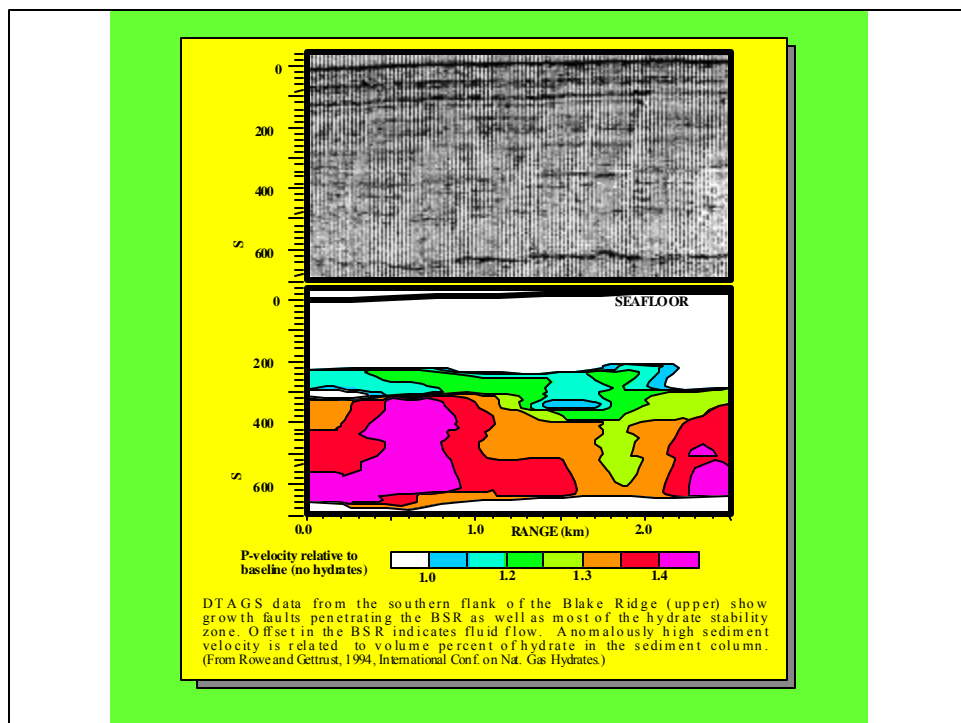 0
200
400
600
S
0
SEAFLOOR
200
400
600
S
0.0 1.0 2.0
RANGE (km)
P-velocity relative to
baseline (no hydrates)
1.0 1.2 1.3 1.4
DTAGS data from the southern flank of the Blake Ridge (upper) show
growth faults penetrating the BSR as well as most of the hydrate stability
zone. Offset in the BSR indicates fluid flow. Anomalously high sediment
velocity is related to volume percent of hydrate in the sediment column.
(From Rowe and Gettrust, 1994, International Conf. on Nat. Gas Hydrates.)